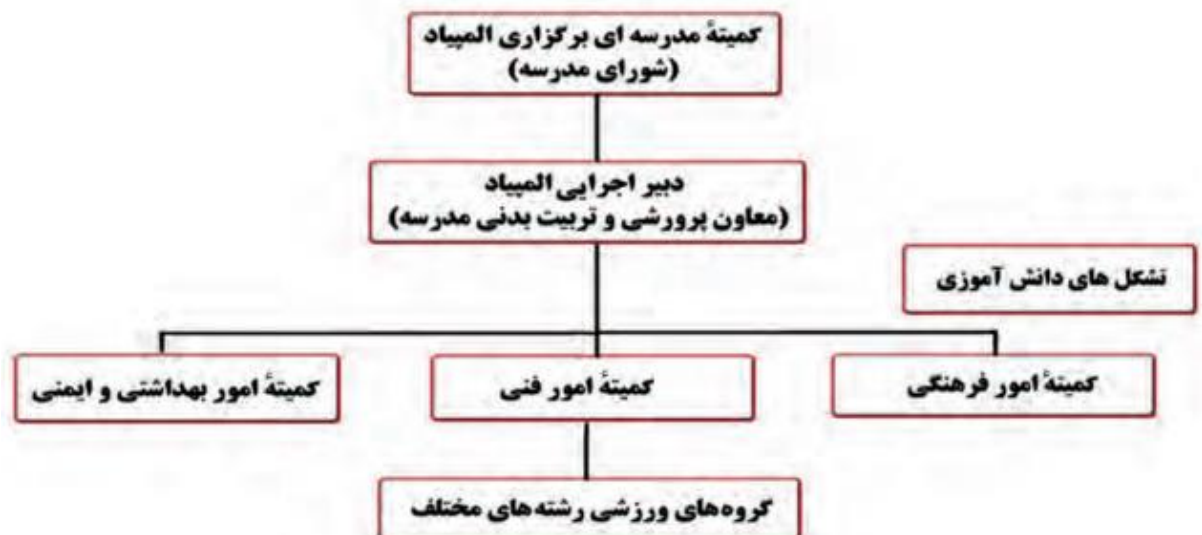 کمیتهٔ مدرسه ای برگزاری المپیاد
(شورای مدرسه)
دبیر اجرایی المپیاد
(معاون پرورشی و تربیت بدنی مدرسه)
تشکل های دانش آموزی
کمیتهٔ امور فرهنگی
کمیتهٔ امور فنی
کمیتهٔ امور بهداشتی و ایمنی
گروه‌های ورزشی رشته‌های مختلف